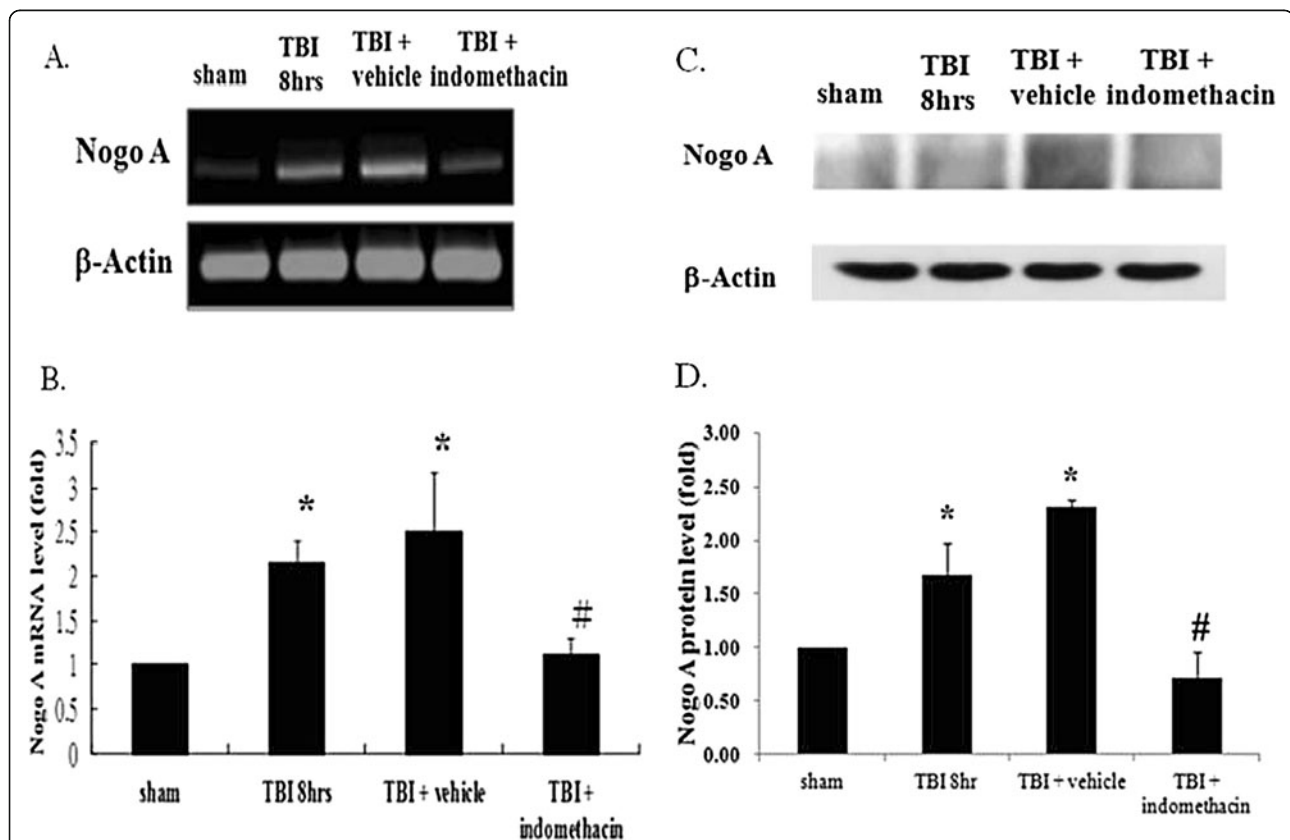 A.
sham
TBI
8hrs
TBI +
vehicle
TBI +
indomethacin
Nogo A
β-Actin
C.
sham
TBI
8hrs
TBI +
vehicle
TBI +
indomethacin
Nogo A
β-Actin
B.
Nogo A mRNA level (fold)
3.5
3
2.5
2
1.5
1
0.5
0
*
*
#
sham
TBI 8hrs
TBI + vehicle
TBI +
indomethacin
D.
Nogo A protein level (fold)
3.00
2.50
2.00
1.50
1.00
0.50
0.00
*
*
#
sham
TBI 8hr
TBI + vehicle
TBI +
indomethacin